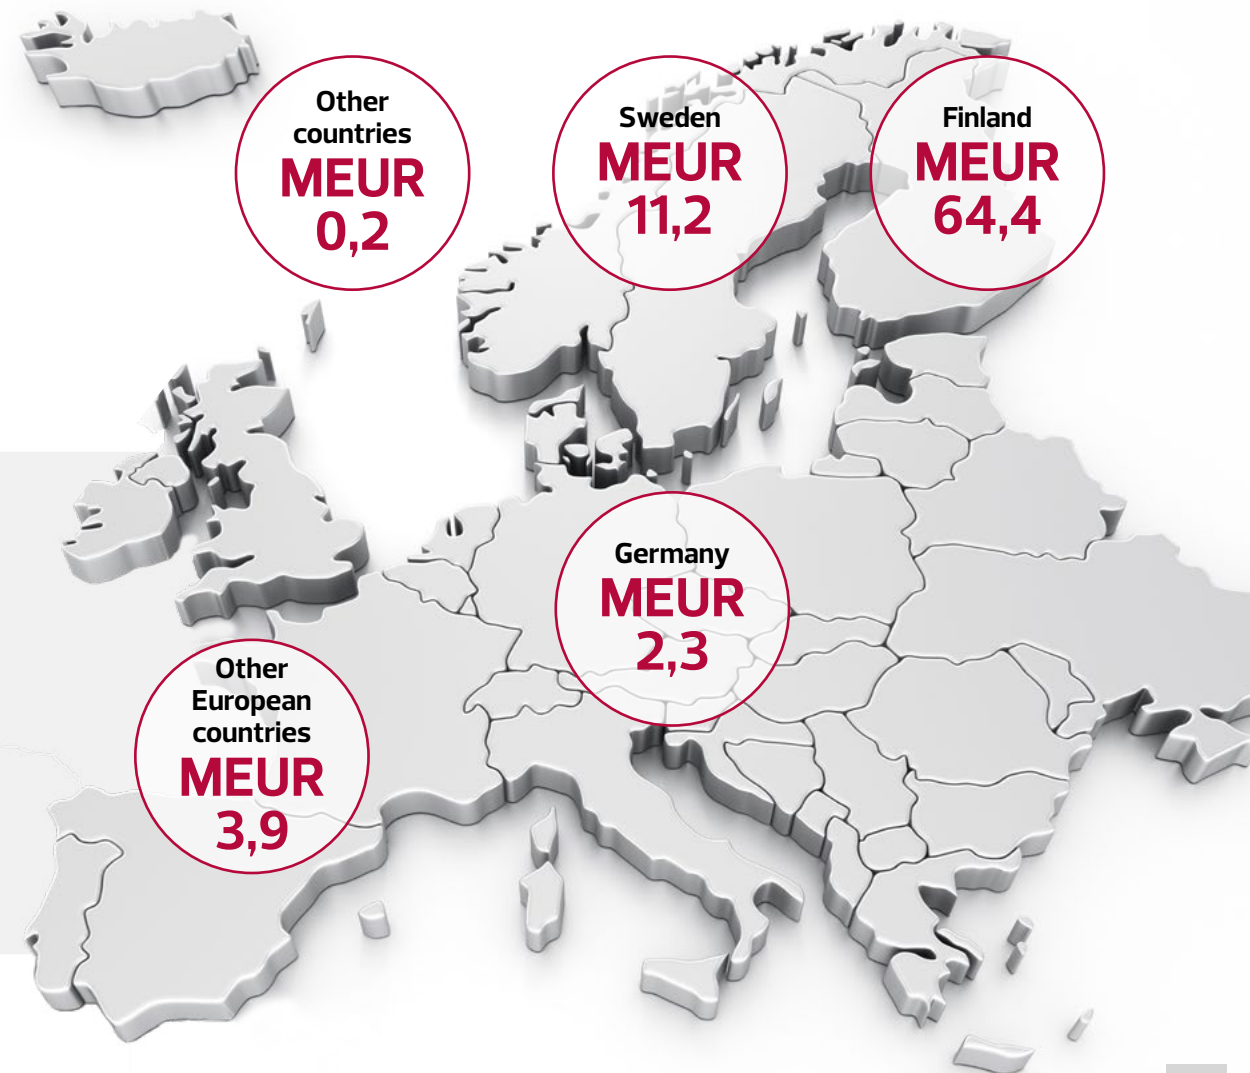 Other
countries
MEUR
0,2
Sweden
MEUR
11,2
Finland
MEUR
64,4
Germany
MEUR
2,3
Other
European
countries
MEUR
3,9